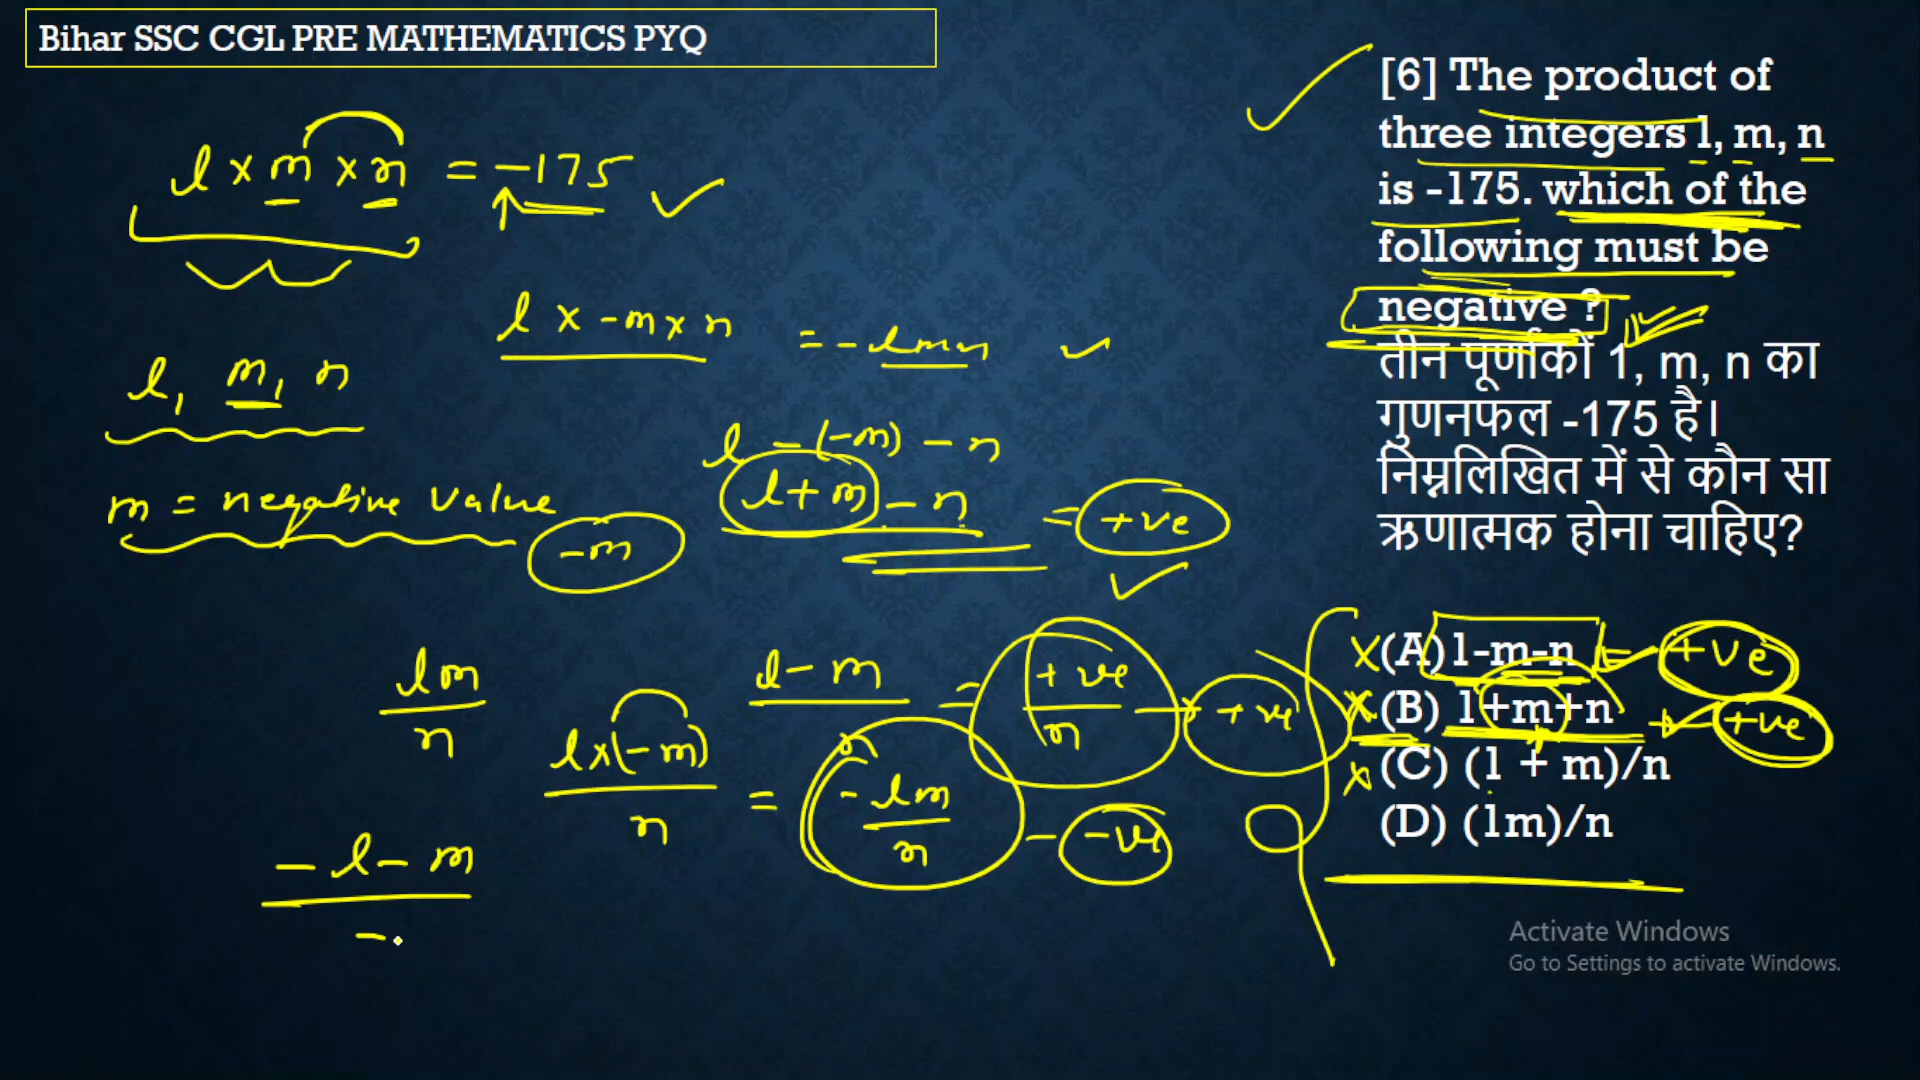 Bihar SSC CGL PRE MATHEMATICS PYQ
l × m × n = -175
l, m, n
m = negative value
-m
l × -m × n = - lmn
l - (-m) - n
l + m - n = +ve
lm
n
l×(-m)
n
=
- lm
n
- -ve
l - m
n
=
+ve
n
+ve
- l - m
-
[6] The product of
three integers l, m, n
is -175. which of the
following must be
negative ?
तीन पूर्णाकों 1, m, n का
गुणनफल -175 है।
निम्नलिखित में से कौन सा
ऋणात्मक होना चाहिए?
x (A) l-m-n = +ve
x (B) l+m+n +ve
x (C) (l + m)/n
(D) (lm)/n
Activate Windows
Go to Settings to activate Windows.